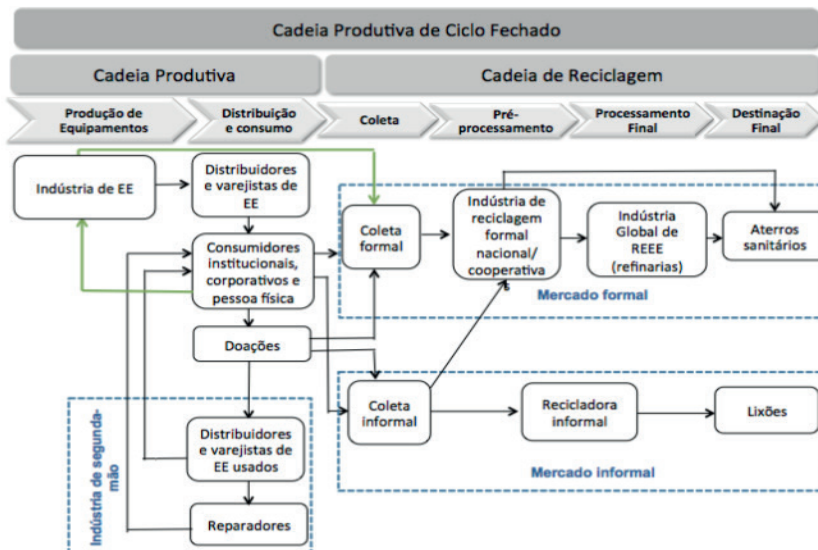 Cadeia Produtiva de Ciclo Fechado
Cadeia Produtiva
Cadeia de Reciclagem
Produção de
Equipamentos
Distribuição
e consumo
Coleta
Pré-
processamento
Processamento
Final
Destinação
Final
Indústria de EE
Distribuidores
e varejistas de
EE
Consumidores
institucionais,
corporativos e
pessoa física
Doações
Coleta
formal
Indústria de
reciclagem
formal
nacional/
cooperativa
s
Indústria
Global de
REEE
(refinarias)
Aterros
sanitários
Mercado formal
Coleta
informal
Recicladora
informal
Lixões
Mercado informal
Indústria de segunda-
mão
Distribuidores
e varejistas de
EE usados
Reparadores